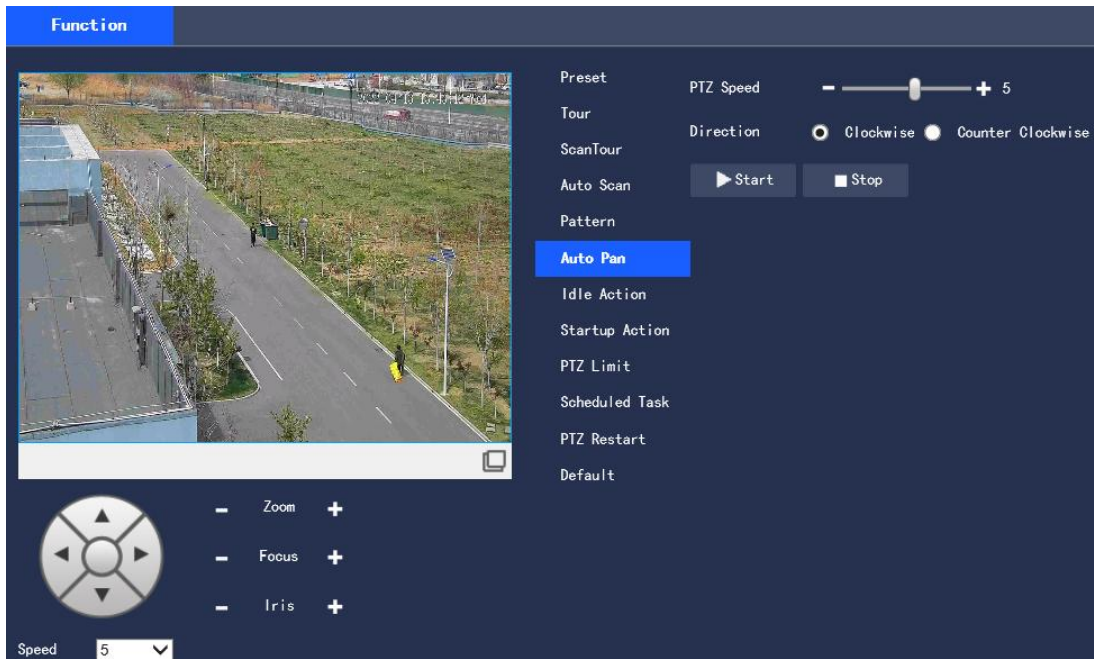 Function
Preset
Tour
ScanTour
Auto Scan
Pattern
Auto Pan
Idle Action
Startup Action
PTZ Limit
Scheduled Task
PTZ Restart
Default
PTZ Speed - + 5
Direction Clockwise Counter Clockwise
Start Stop
- Zoom +
- Focus +
- Iris +
Speed 5